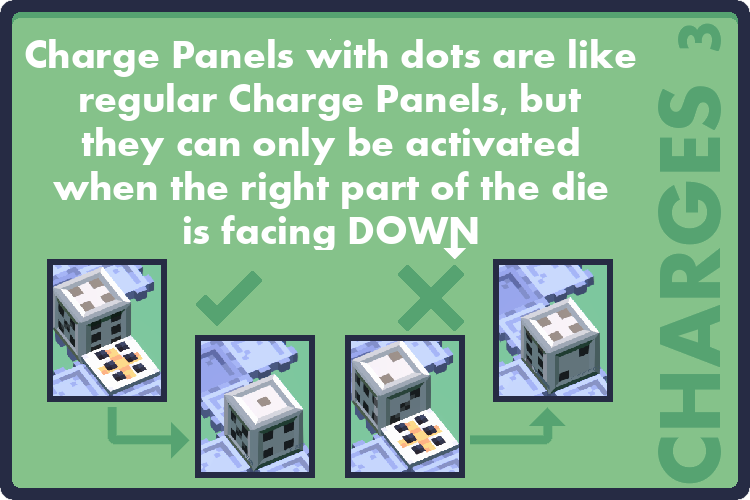 Charge Panels with dots are like
regular Charge Panels, but
they can only be activated
when the right part of the die
is facing DOWN
CHARGES 3